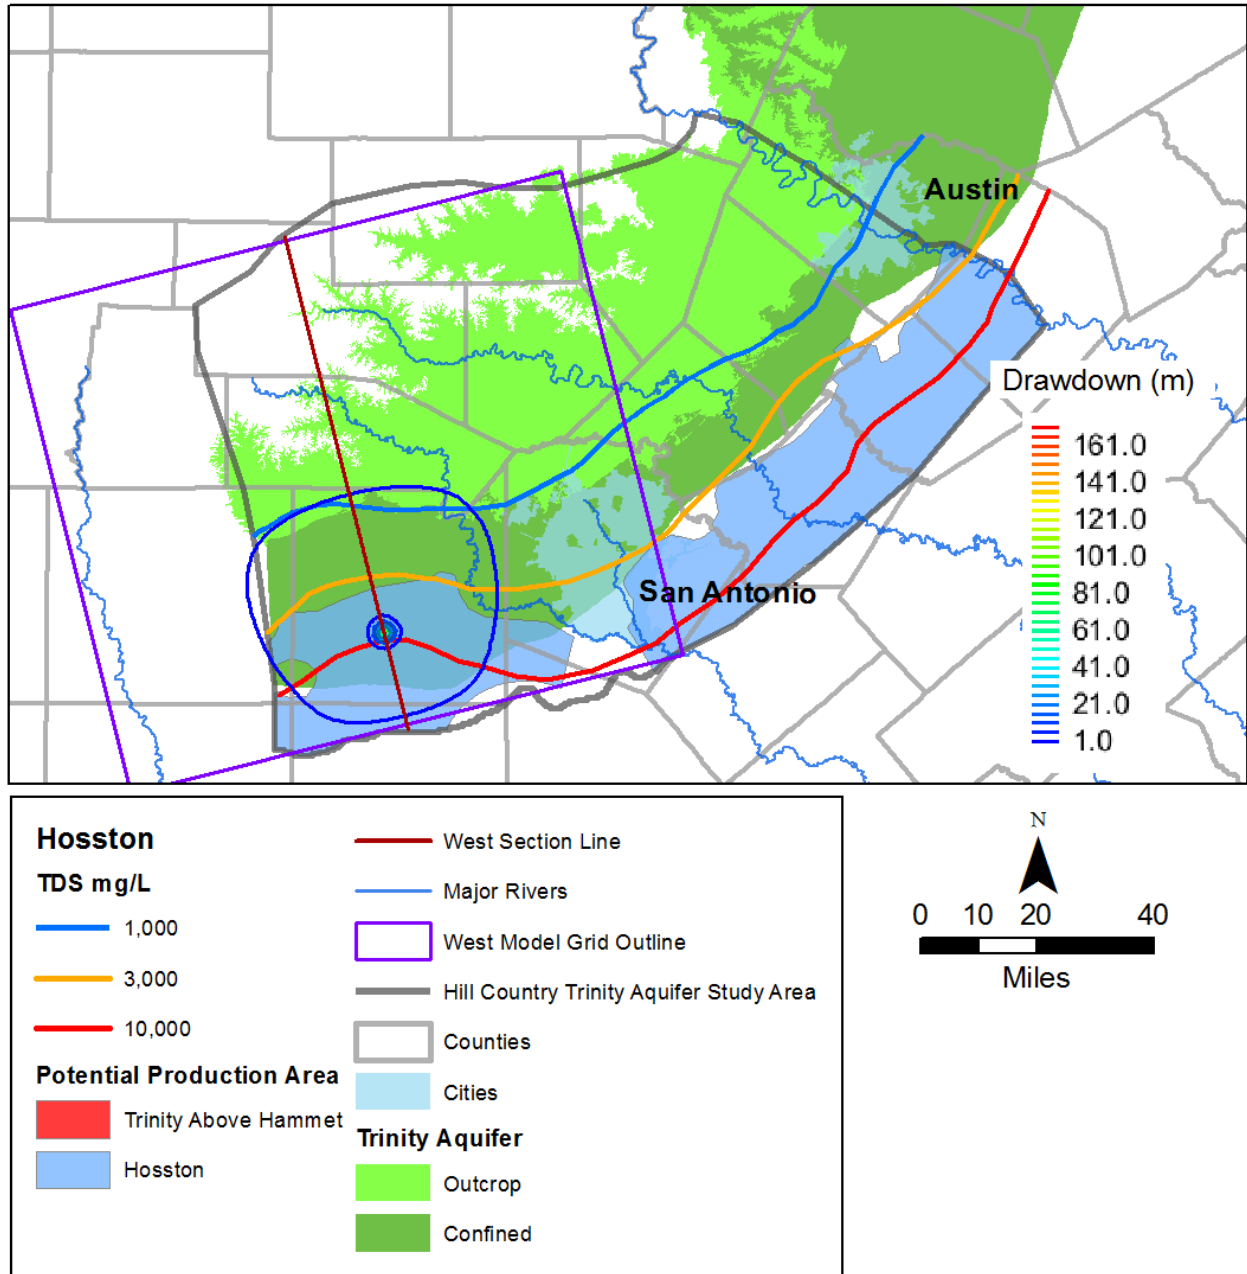 Austin
San Antonio
Drawdown (m)
161.0
141.0
121.0
101.0
81.0
61.0
41.0
21.0
1.0
Hosston
TDS mg/L
1,000
3,000
10,000
Potential Production Area
Trinity Above Hammet
Hosston
West Section Line
Major Rivers
West Model Grid Outline
Hill Country Trinity Aquifer Study Area
Counties
Cities
Trinity Aquifer
Outcrop
Confined
N
0 10 20 40
Miles